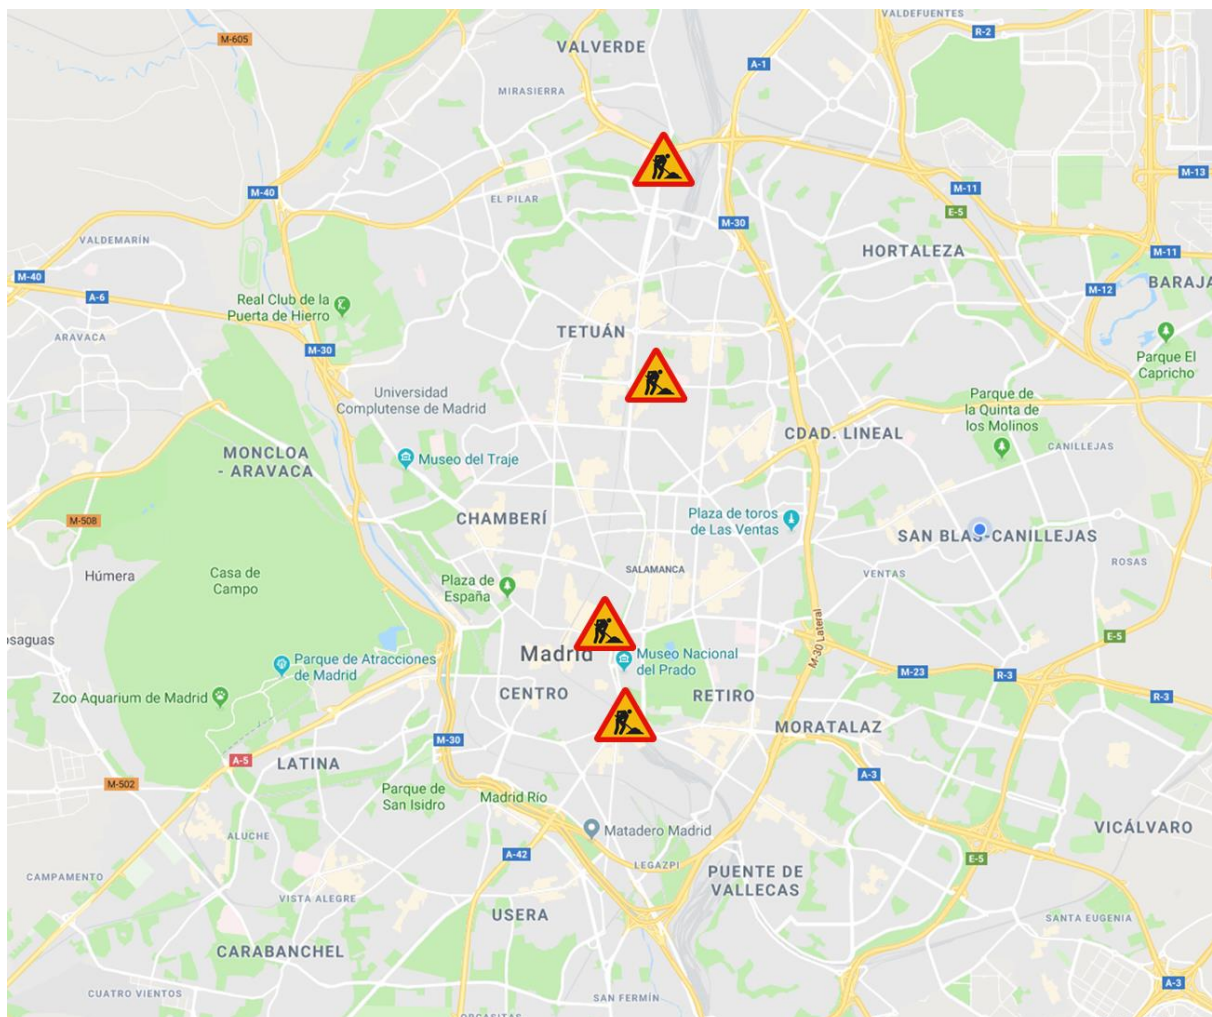 VALDEFUENTES
M-605
R-2
VALVERDE
A-1
MIRASIERRA
M-13
M-40
M-11
EL PILAR
E-5
M-30
VALDEMARÍN
HORTALEZA
M-11
M-40
BARAJA
A-6
M-12
Real Club de la
Puerta de Hierro
TETUÁN
ARAVACA
M-30
Parque El
Capricho
Universidad
Complutense de Madrid
Parque de
la Quinta de
los Molinos
CDAD. LINEAL
CANILLEJAS
MONCLOA
- ARAVACA
Museo del Traje
M-508
CHAMBERÍ
Plaza de toros
de Las Ventas
SAN BLAS-CANILLEJAS
ROSAS
Húmera
Casa de
Campo
Plaza de
España
SALAMANCA
VENTAS
osaguas
M-30 Lateral
E-5
Madrid
Museo Nacional
del Prado
Parque de Atracciones
de Madrid
M-23
R-3
R-3
Zoo Aquarium de Madrid
CENTRO
RETIRO
MORATALAZ
M-30
A-5
LATINA
A-3
M-502
Parque de
San Isidro
Madrid Río
Matadero Madrid
VICÁLVARO
ALUCHE
A-42
LEGAZPI
E-5
CAMPAMENTO
PUENTE DE
VALLECAS
VISTA ALEGRE
USERA
SANTA EUGENIA
CARABANCHEL
CUATRO VIENTOS
SAN FERMÍN
A-3
ORCASITAS